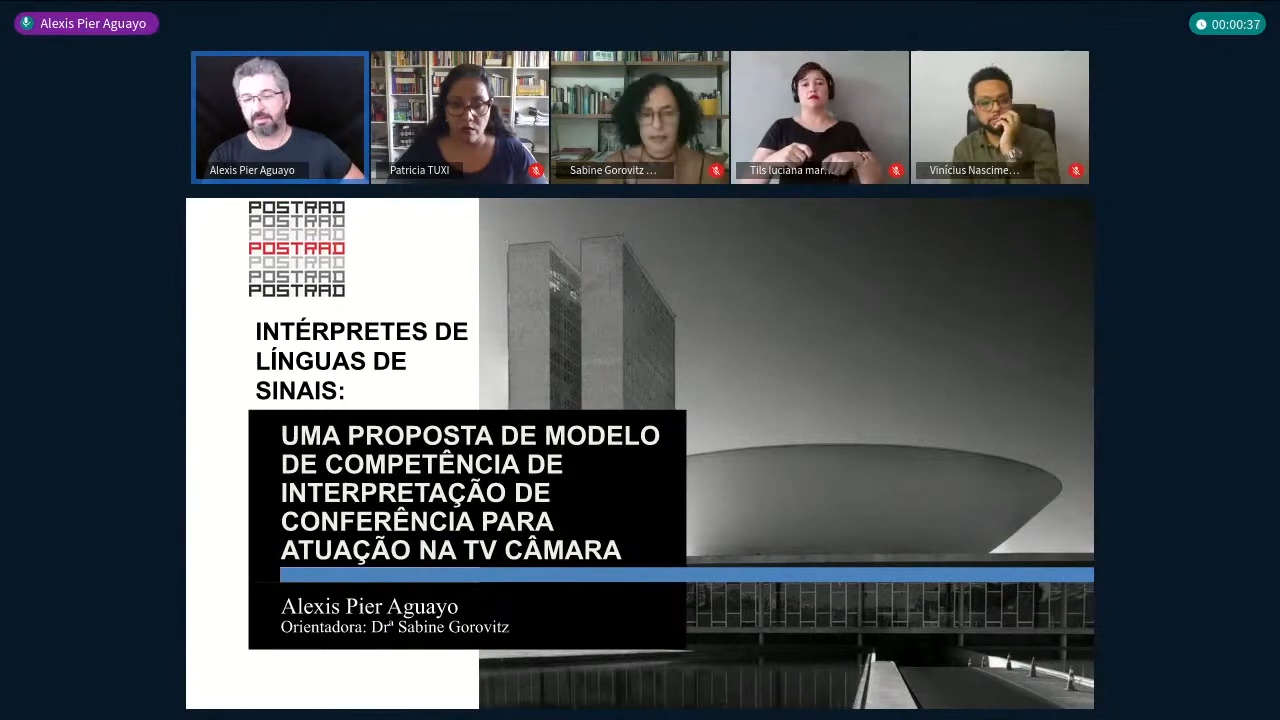 Alexis Pier Aguayo
00:00:37
Alexis Pier Aguayo
Patricia TUXI
Sabine Gorovitz ...
Tils luciana mar...
Vinícius Nascime...
POSTRAD
POSTRAD
POSTRAD
POSTRAD
POSTRAD
POSTRAD
POSTRAD
INTÉRPRETES DE
LÍNGUAS DE
SINAIS:
UMA PROPOSTA DE MODELO
DE COMPETÊNCIA DE
INTERPRETAÇÃO DE
CONFERÊNCIA PARA
ATUAÇÃO NA TV CÂMARA
Alexis Pier Aguayo
Orientadora: Drª Sabine Gorovitz